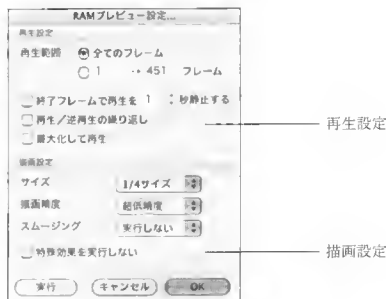 RAMプレビュー設定...
再生設定
再生範囲 全てのフレーム
1 → 451 フレーム
終了フレームで再生を 1 秒静止する
再生/逆再生の繰り返し
最大化して再生
再生設定
描画設定
サイズ 1/4サイズ
描画精度 超低精度
スムージング 実行しない
特殊効果を実行しない
描画設定
実行 キャンセル OK